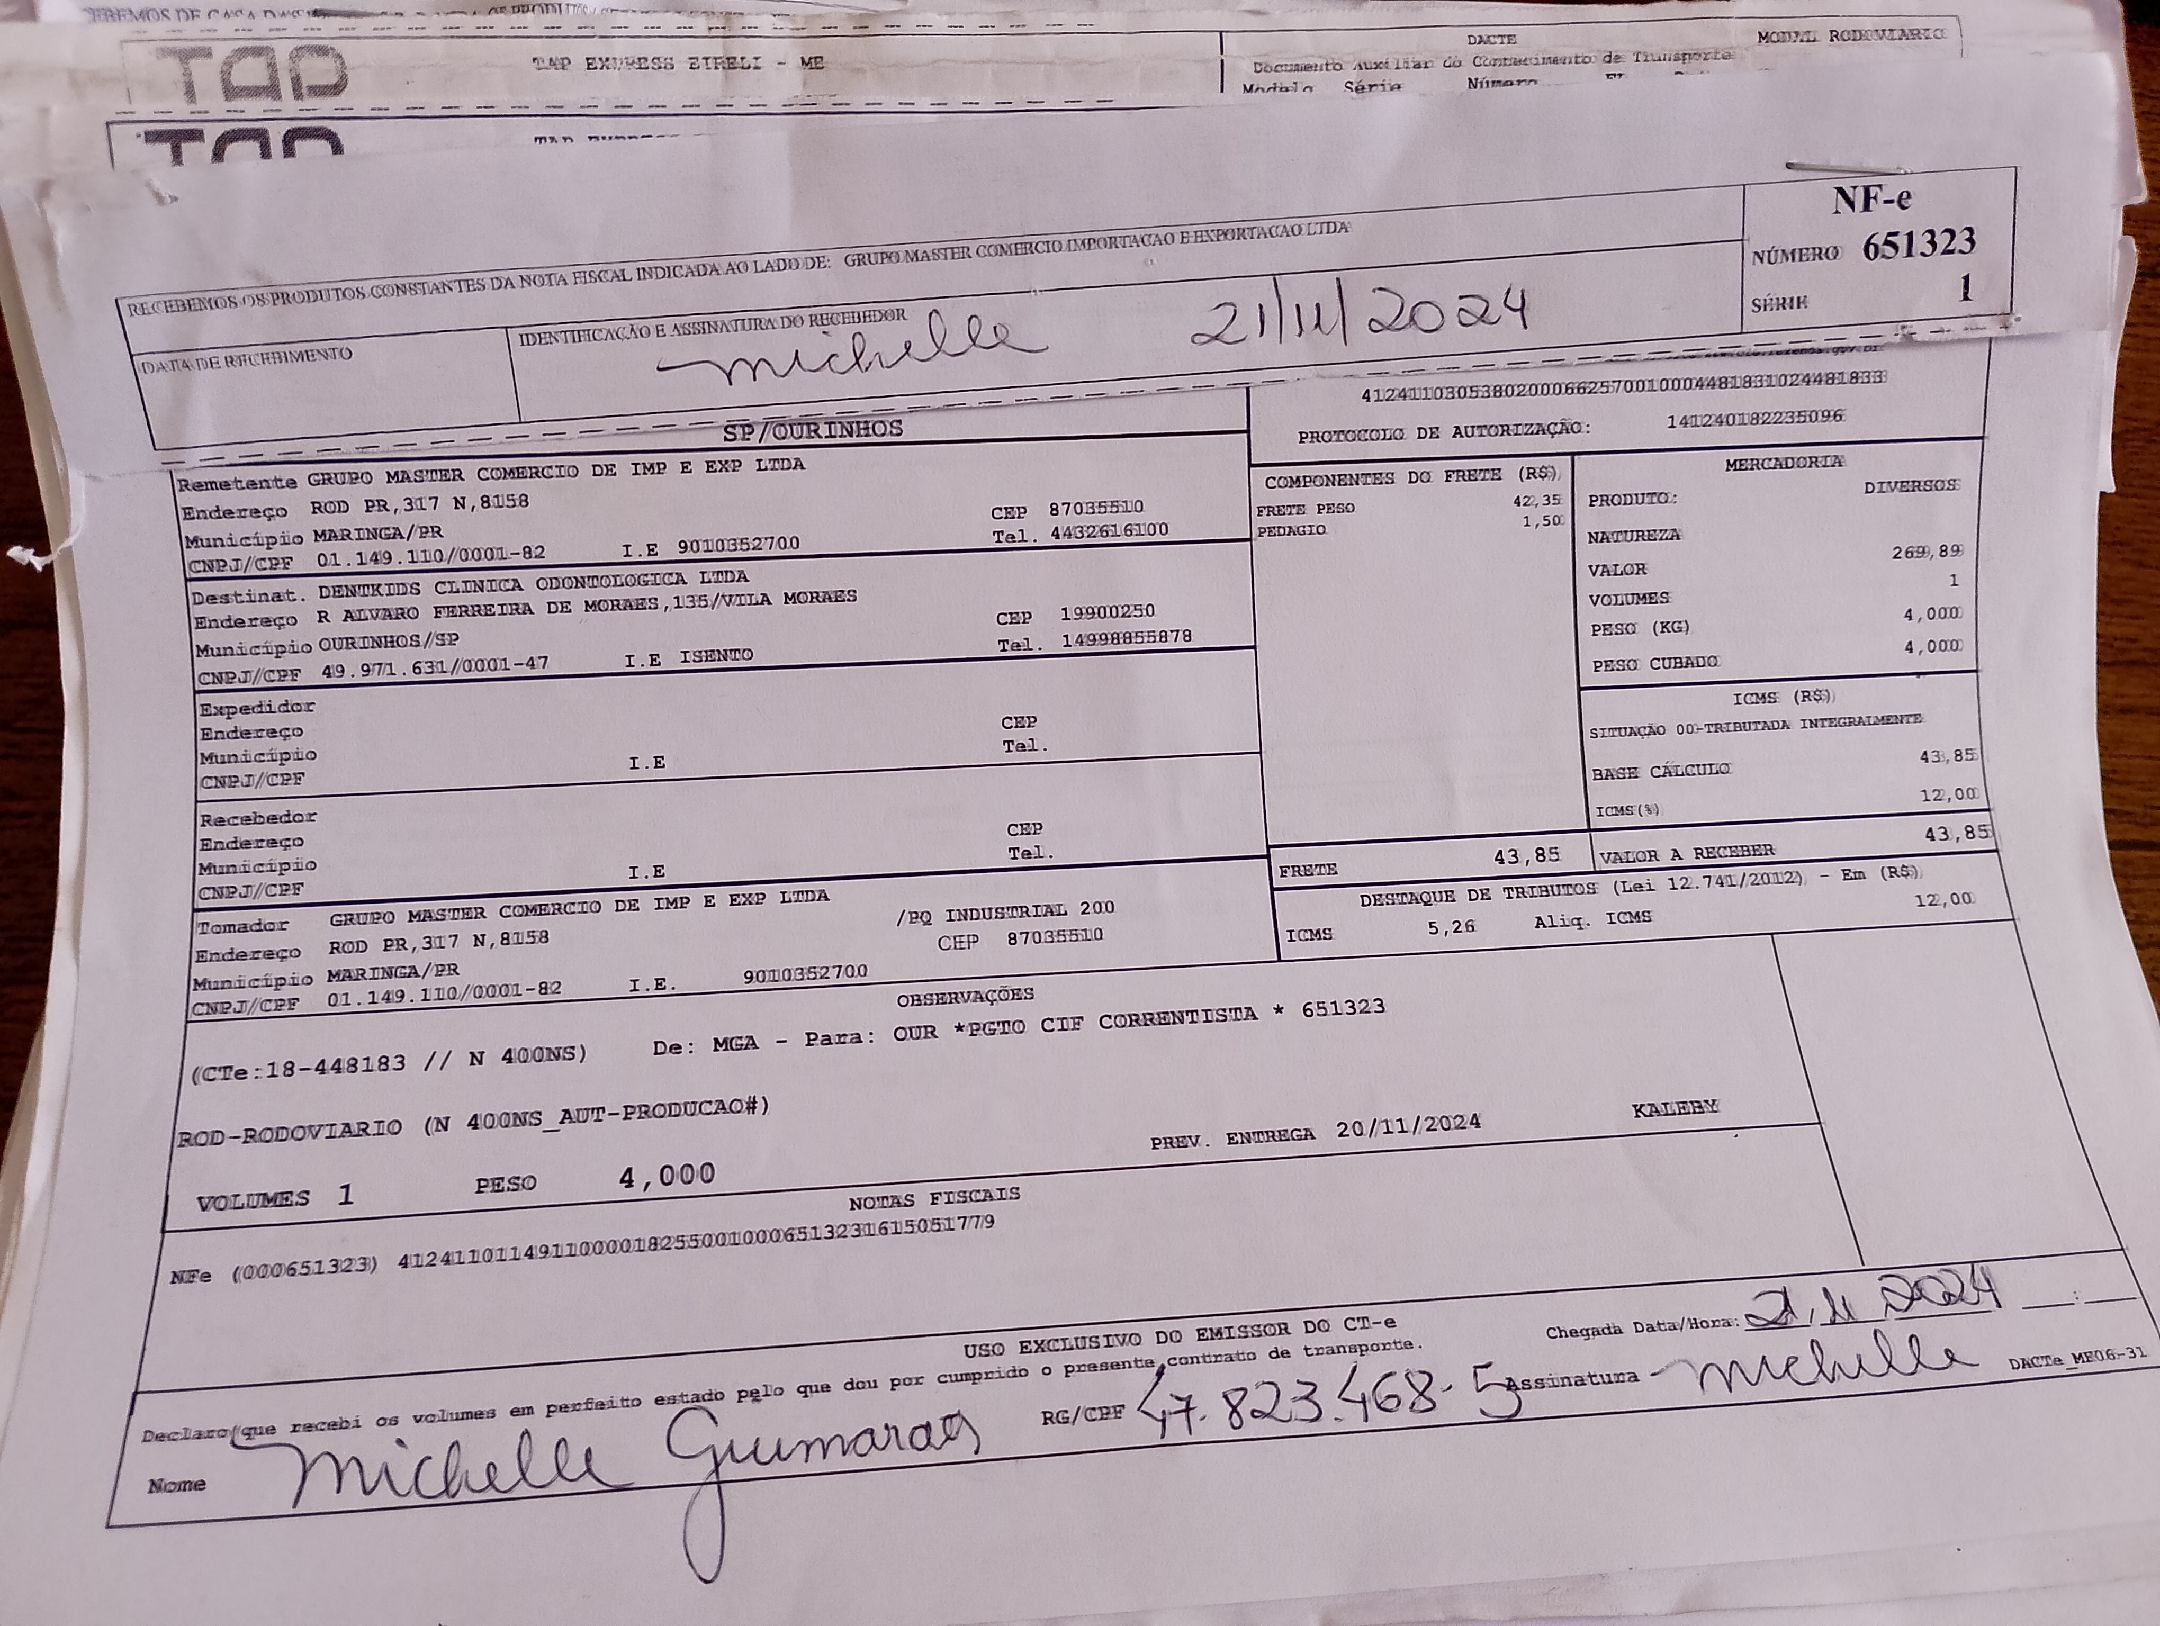 TAP
TAP EXPRESS EIRELI - ME
DACTE
MODAL RODOVIARIO
Documento Auxiliar do Conhecimento de Transporte
Modelo Série Número
RECEBEMOS OS PRODUTOS CONSTANTES DA NOTA FISCAL INDICADA AO LADO DE: GRUPO MASTER COMERCIO IMPORTACAO E EXPORTACAO LTDA
NF-e
NÚMERO 651323
SÉRIE 1
DATA DE RECEBIMENTO
IDENTIFICAÇÃO E ASSINATURA DO RECEBEDOR
Michelle 21/11/2024
41241103053802000662570010004481831024481833
PROTOCOLO DE AUTORIZAÇÃO: 141240182235096
SP/OURINHOS
Remetente GRUPO MASTER COMERCIO DE IMP E EXP LTDA
Endereço ROD PR,317 N,8158 CEP 87035510
Município MARINGA/PR Tel. 4432616100
CNPJ/CPF 01.149.110/0001-82 I.E 9010352700
Destinat. DENTKIDS CLINICA ODONTOLOGICA LTDA
Endereço R ALVARO FERREIRA DE MORAES,135/VILA MORAES CEP 19900250
Município OURINHOS/SP Tel. 14998855878
CNPJ/CPF 49.971.631/0001-47 I.E ISENTO
Expedidor
Endereço CEP
Município Tel.
CNPJ/CPF I.E
Recebedor
Endereço CEP
Município Tel.
CNPJ/CPF I.E
Tomador GRUPO MASTER COMERCIO DE IMP E EXP LTDA /PQ INDUSTRIAL 200
Endereço ROD PR,317 N,8158 CEP 87035510
Município MARINGA/PR
CNPJ/CPF 01.149.110/0001-82 I.E. 9010352700
COMPONENTES DO FRETE (R$)
FRETE PESO 42,35
PEDAGIO 1,50
MERCADORIA
PRODUTO: DIVERSOS
NATUREZA
VALOR 269,89
VOLUMES 1
PESO (KG) 4,000
PESO CUBADO 4,000
ICMS (R$)
SITUAÇÃO 00-TRIBUTADA INTEGRALMENTE
BASE CÁLCULO 43,85
ICMS(%) 12,00
FRETE 43,85 VALOR A RECEBER 43,85
DESTAQUE DE TRIBUTOS (Lei 12.741/2012) - Em (R$)
ICMS 5,26 Aliq. ICMS 12,00
OBSERVAÇÕES
(CTe:18-448183 // N 400NS) De: MGA - Para: OUR *PGTO CIF CORRENTISTA * 651323
ROD-RODOVIARIO (N 400NS_AUT-PRODUCAO#)
PREV. ENTREGA 20/11/2024 KALEBY
VOLUMES 1 PESO 4,000
NOTAS FISCAIS
NFe (000651323) 41241101149110000182550010006513231615051779
USO EXCLUSIVO DO EMISSOR DO CT-e
Chegada Data/Hora: 21/11/2024 __:__
Declaro que recebi os volumes em perfeito estado pelo que dou por cumprido o presente contrato de transporte.
Nome Michelle Guimaraes RG/CPF 47.823.468-5 Assinatura Michelle
DACTe_MF06-31